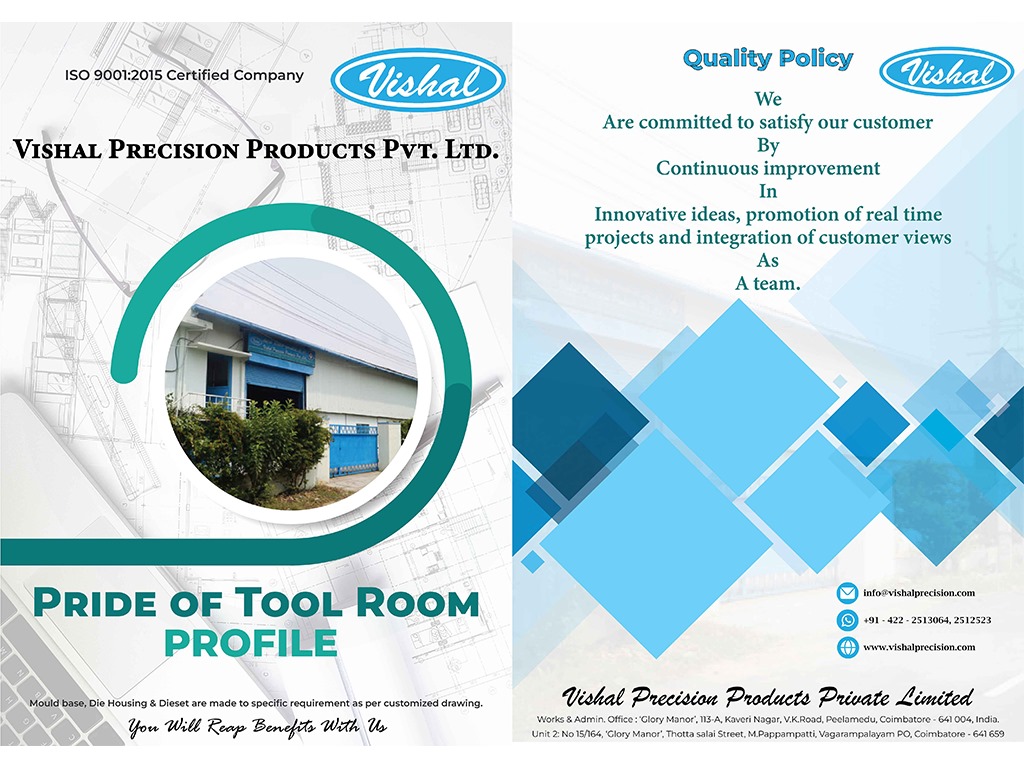 ISO 9001:2015 Certified Company
Vishal
VISHAL PRECISION PRODUCTS PVT. LTD.
PRIDE OF TOOL ROOM
PROFILE
Mould base, Die Housing & Dieset are made to specific requirement as per customized drawing.
You Will Reap Benefits With Us
Quality Policy
Vishal
We
Are committed to satisfy our customer
By
Continuous improvement
In
Innovative ideas, promotion of real time
projects and integration of customer views
As
A team.
info@vishalprecision.com
+91 - 422 - 2513064, 2512523
www.vishalprecision.com
Vishal Precision Products Private Limited
Works & Admin. Office : 'Glory Manor', 113-A, Kaveri Nagar, V.K.Road, Peelamedu, Coimbatore - 641 004, India.
Unit 2: No 15/164, 'Glory Manor', Thotta salai Street, M.Pappampatti, Vagarampalayam PO, Coimbatore - 641 659